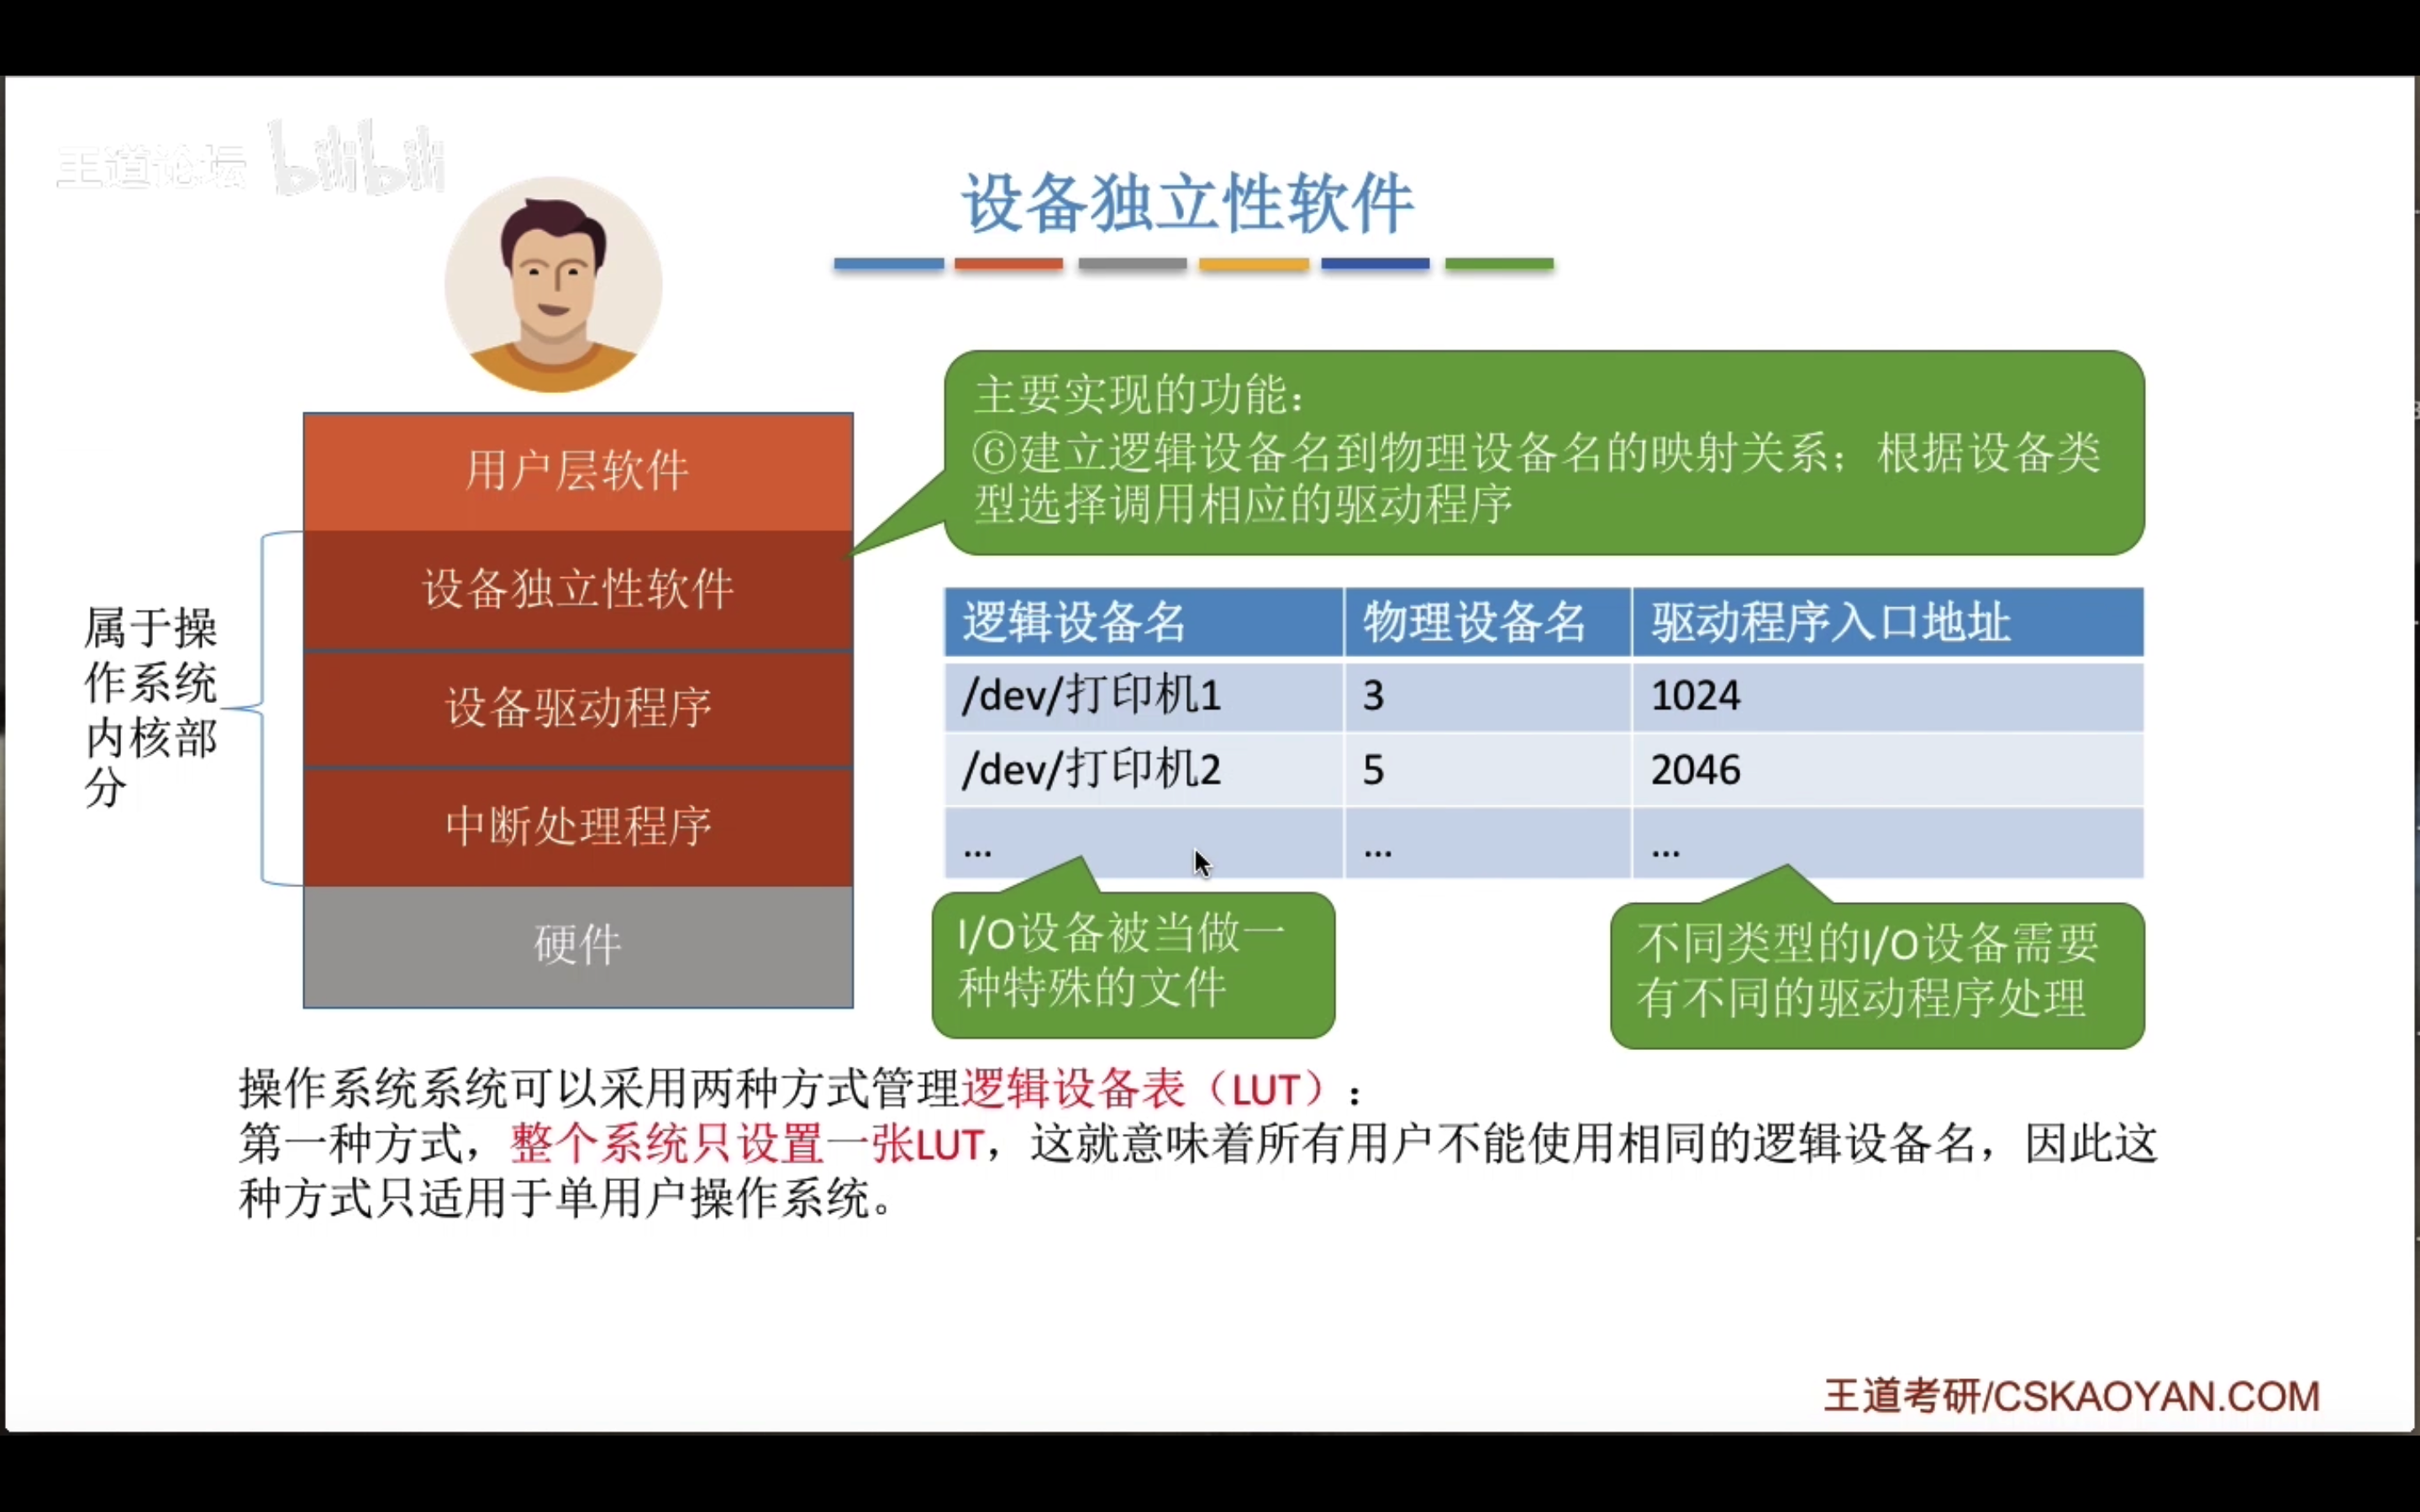 王道论坛 bilibili
设备独立性软件
主要实现的功能：
⑥建立逻辑设备名到物理设备名的映射关系；根据设备类
型选择调用相应的驱动程序
用户层软件
设备独立性软件
设备驱动程序
中断处理程序
硬件
属于操
作系统
内核部
分
逻辑设备名 物理设备名 驱动程序入口地址
/dev/打印机1 3 1024
/dev/打印机2 5 2046
... ... ...
I/O设备被当做一
种特殊的文件
不同类型的I/O设备需要
有不同的驱动程序处理
操作系统系统可以采用两种方式管理逻辑设备表（LUT）：
第一种方式，整个系统只设置一张LUT，这就意味着所有用户不能使用相同的逻辑设备名，因此这
种方式只适用于单用户操作系统。
王道考研/CSKAOYAN.COM